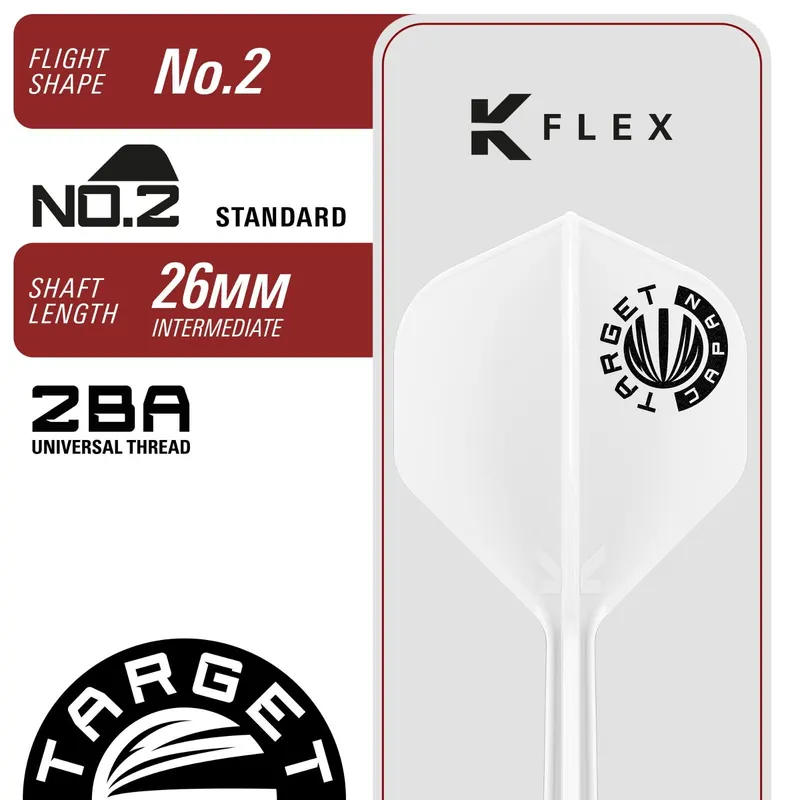 FLIGHT
SHAPE
No.2
NO.2
STANDARD
SHAFT
LENGTH
26MM
INTERMEDIATE
2BA
UNIVERSAL THREAD
TARGET
K FLEX
TARGET
JAPAN